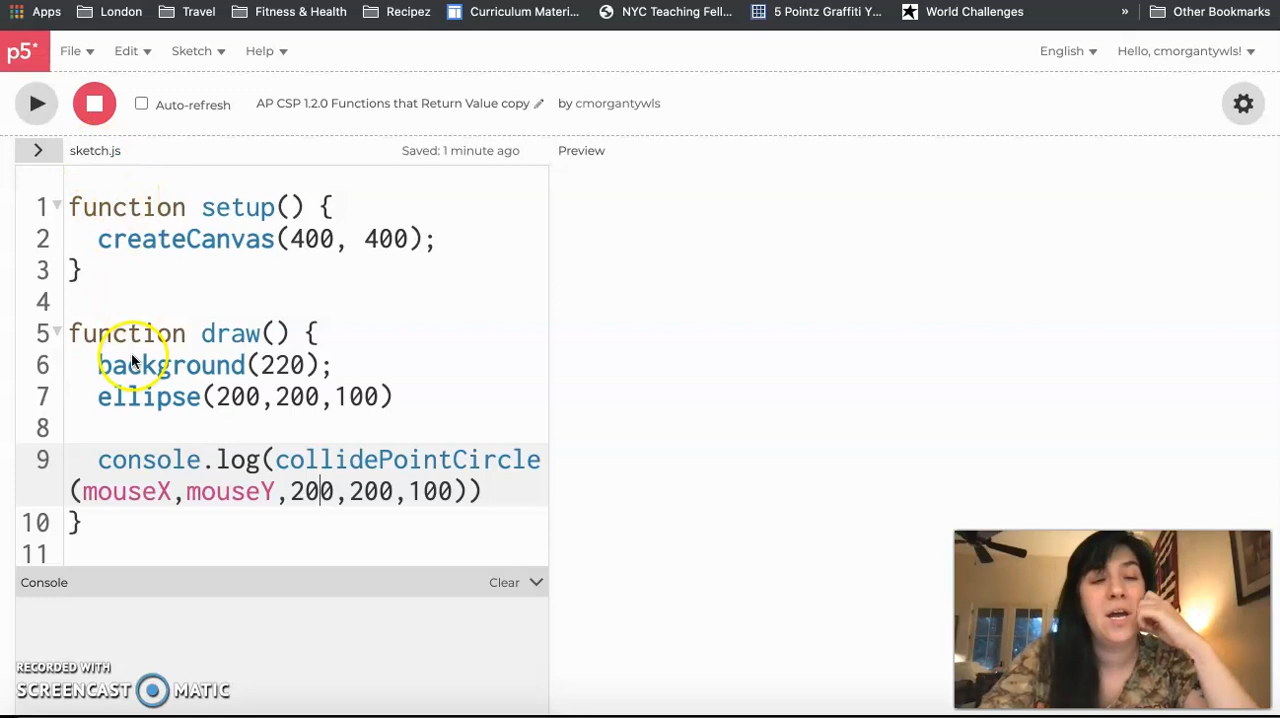 Apps London Travel Fitness & Health Recipez Curriculum Materi... NYC Teaching Fell... 5 Pointz Graffiti Y... World Challenges » Other Bookmarks
p5* File Edit Sketch Help English Hello, cmorgantywls!
Auto-refresh AP CSP 1.2.0 Functions that Return Value copy by cmorgantywls
sketch.js Saved: 1 minute ago Preview
1 function setup() {
2 createCanvas(400, 400);
3 }
4
5 function draw() {
6 background(220);
7 ellipse(200,200,100)
8
9 console.log(collidePointCircle
(mouseX,mouseY,200,200,100))
10 }
11
Console Clear
RECORDED WITH
SCREENCAST MATIC